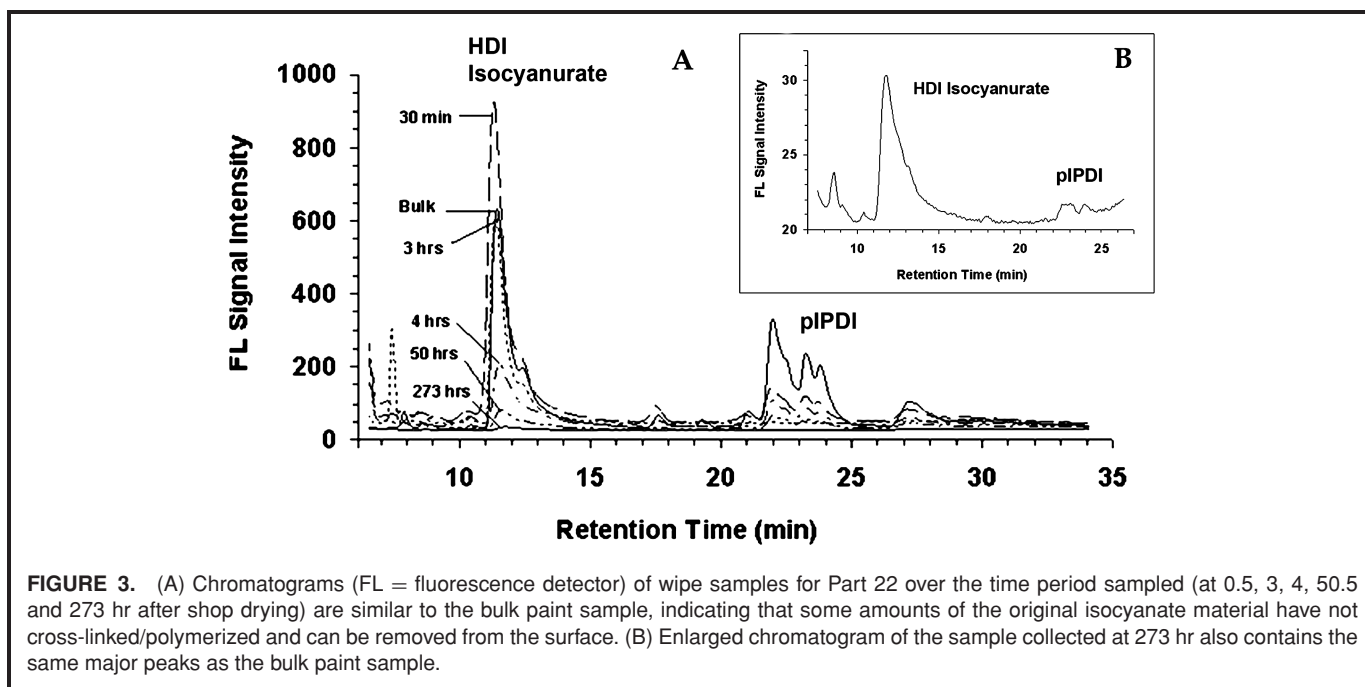 HDI
Isocyanurate
A
1000
800
600
400
200
0
30 min
Bulk
3 hrs
4 hrs
50 hrs
273 hrs
pIPDI
FL Signal Intensity
10 15 20 25 30 35
Retention Time (min)
B
HDI Isocyanurate
pIPDI
30
25
20
FL Signal Intensity
10 15 20 25
Retention Time (min)
FIGURE 3. (A) Chromatograms (FL = fluorescence detector) of wipe samples for Part 22 over the time period sampled (at 0.5, 3, 4, 50.5
and 273 hr after shop drying) are similar to the bulk paint sample, indicating that some amounts of the original isocyanate material have not
cross-linked/polymerized and can be removed from the surface. (B) Enlarged chromatogram of the sample collected at 273 hr also contains the
same major peaks as the bulk paint sample.